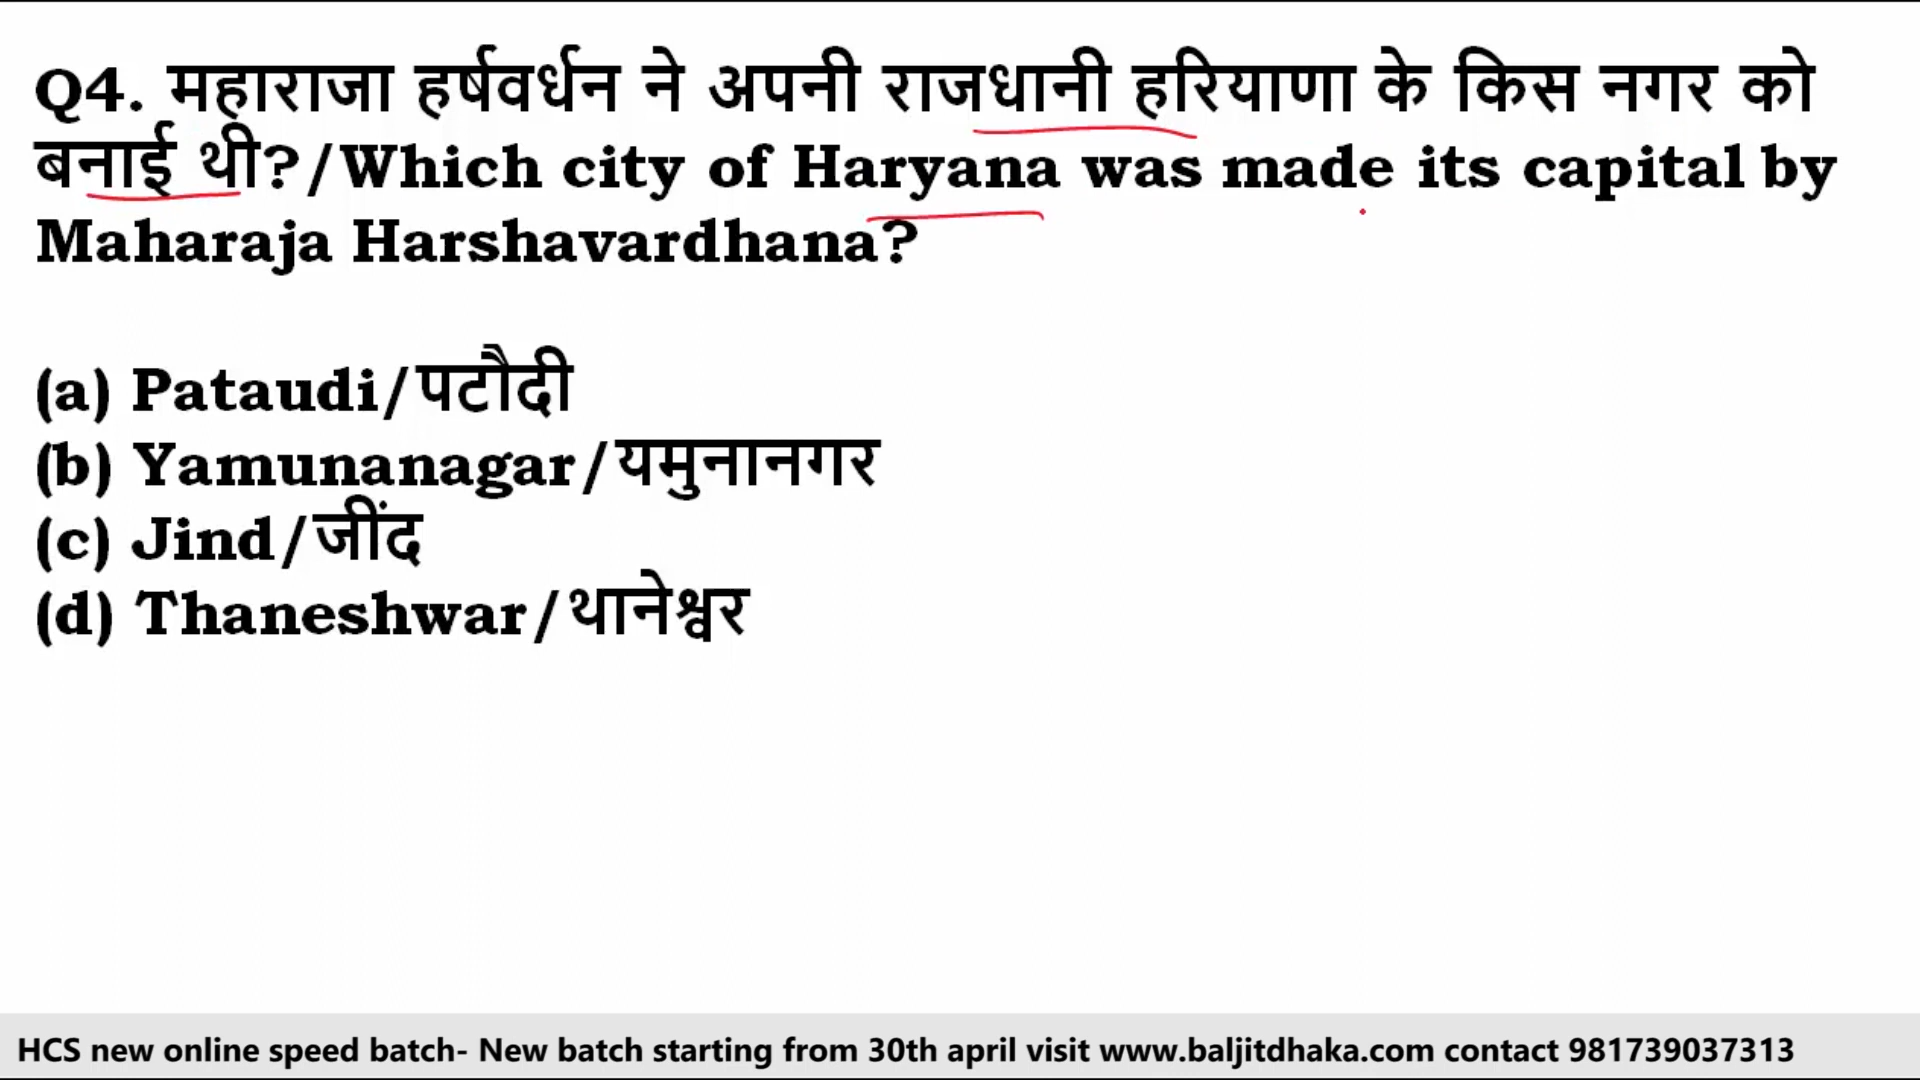 Q4. महाराजा हर्षवर्धन ने अपनी राजधानी हरियाणा के किस नगर को
बनाई थी?/Which city of Haryana was made its capital by
Maharaja Harshavardhana?
(a) Pataudi/पटौदी
(b) Yamunanagar/यमुनानगर
(c) Jind/जींद
(d) Thaneshwar/थानेश्वर
HCS new online speed batch- New batch starting from 30th april visit www.baljitdhaka.com contact 981739037313